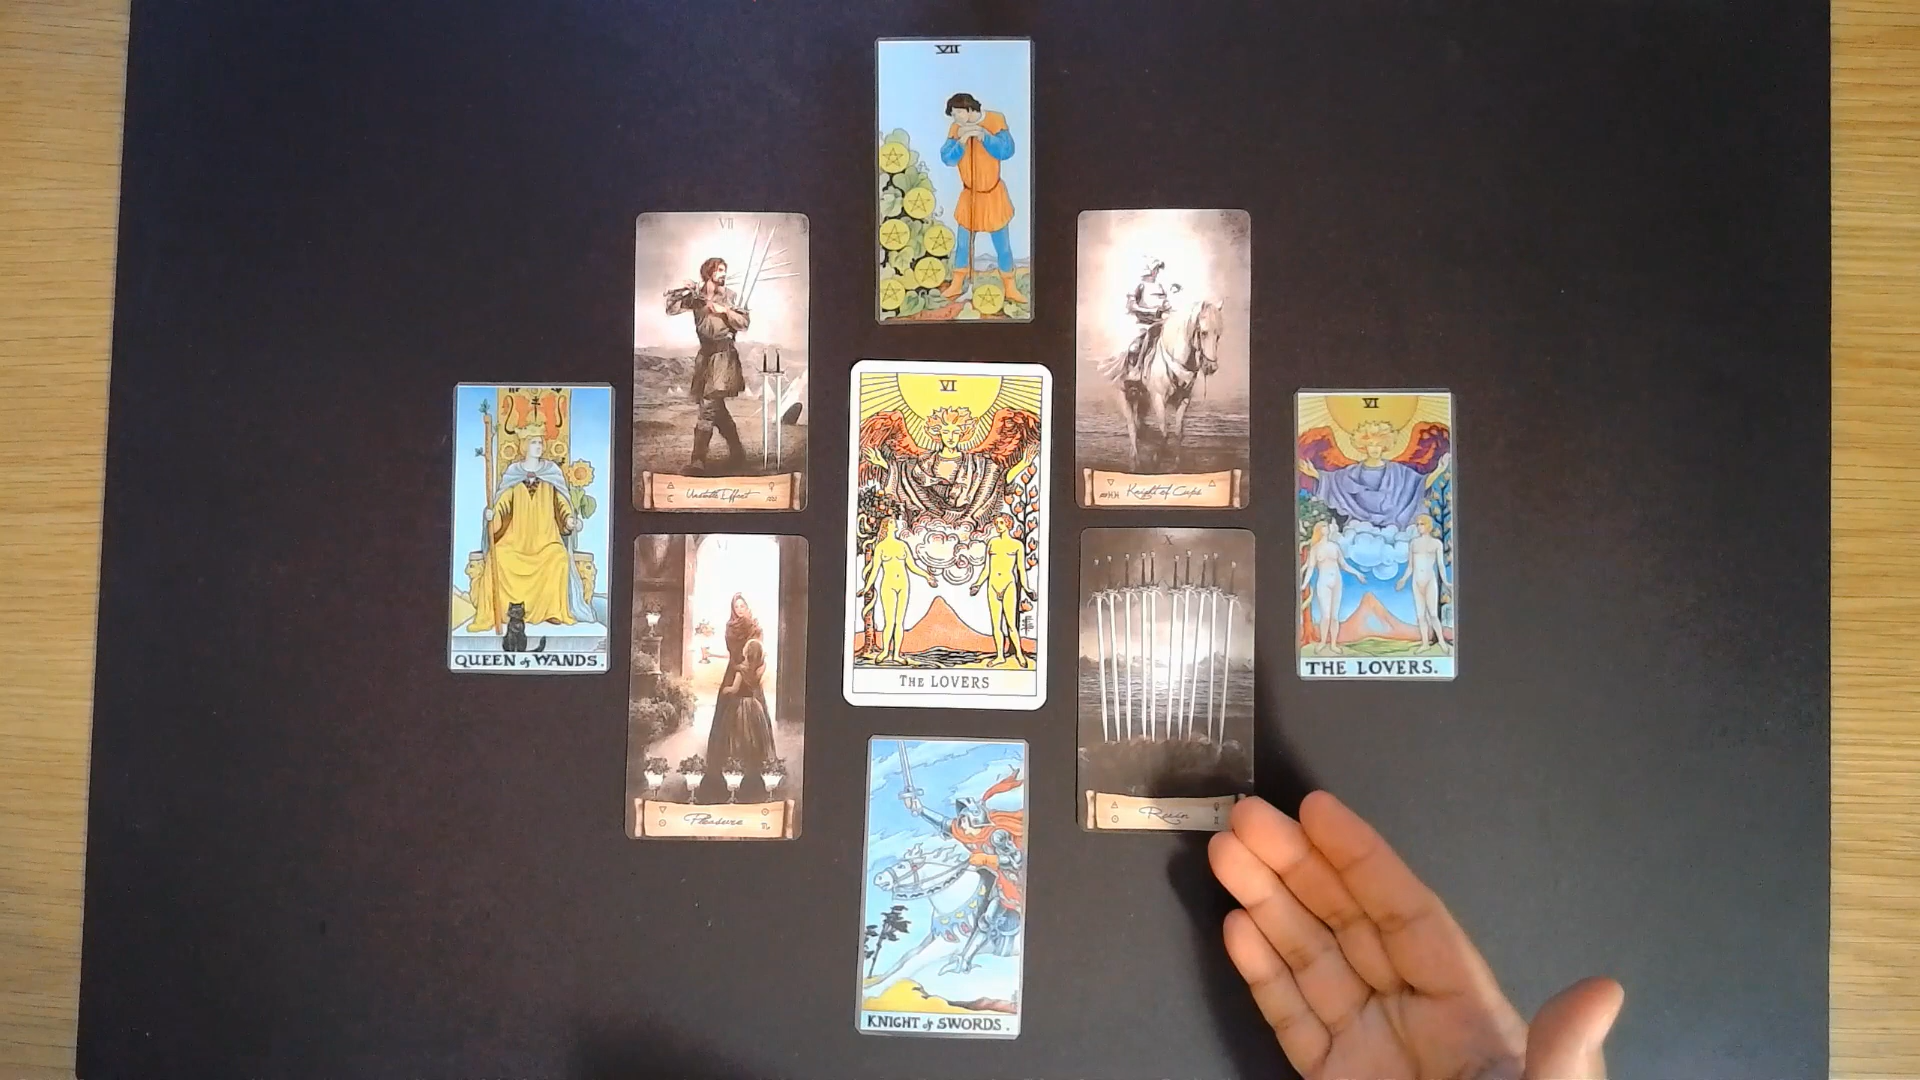 VII
VII
Unstable Effort
Knight of Cups
QUEEN of WANDS.
VI
THE LOVERS
VI
THE LOVERS.
VI
Pleasure
X
Ruin
KNIGHT of SWORDS.